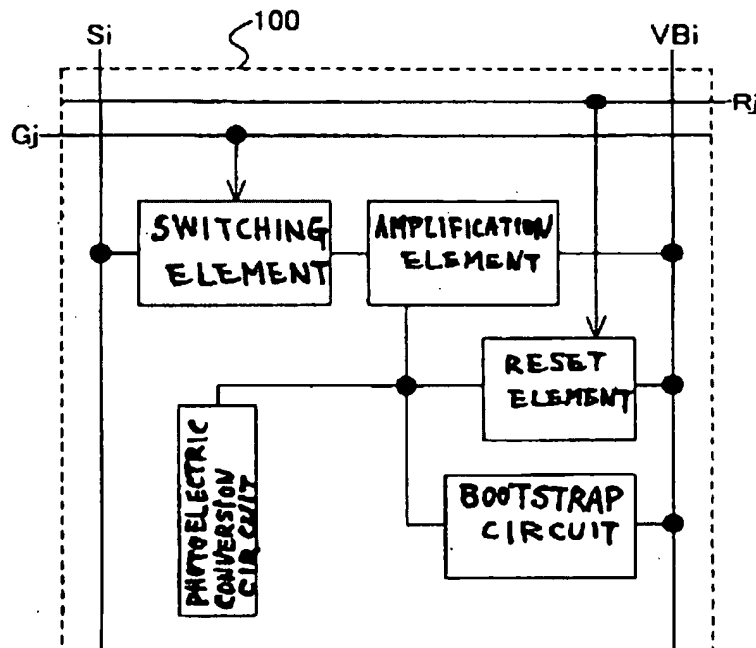 Si
100
VBi
Rj
Gj
SWITCHING
ELEMENT
AMPLIFICATION
ELEMENT
RESET
ELEMENT
PHOTOELECTRIC
CONVERSION
CIRCUIT
BOOTSTRAP
CIRCUIT